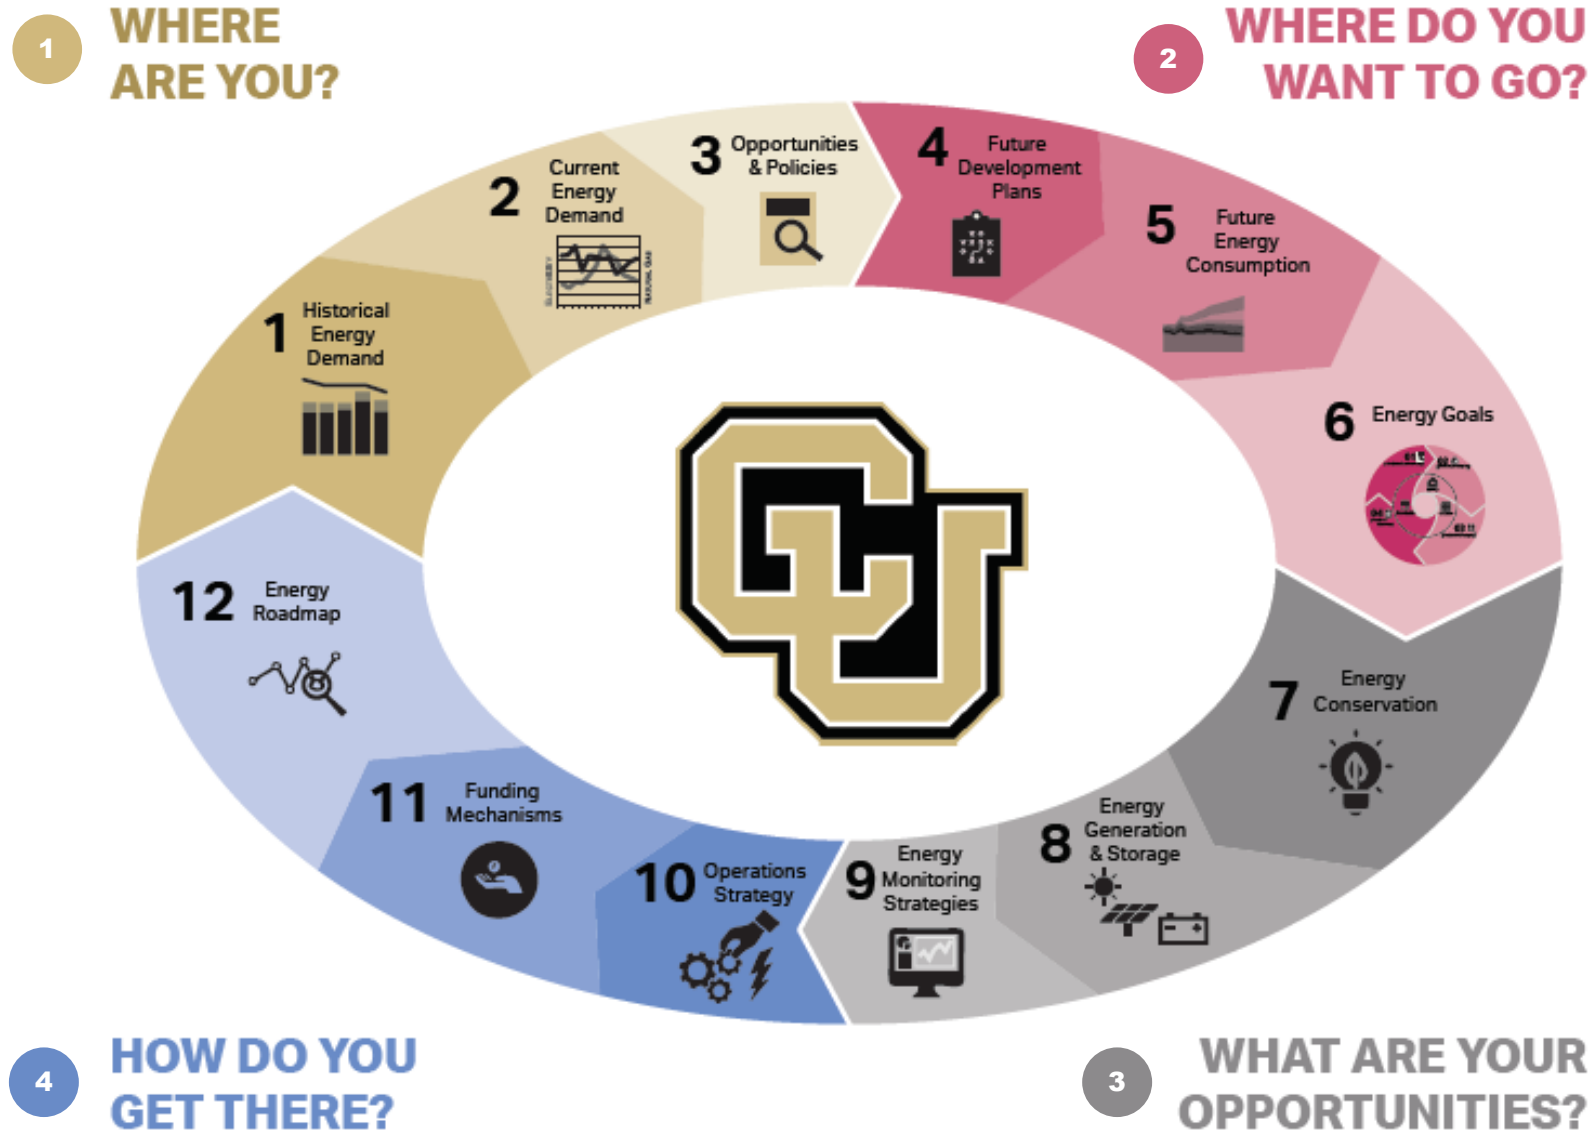 1
WHERE
ARE YOU?
2
WHERE DO YOU
WANT TO GO?
1
Historical
Energy
Demand
2
Current
Energy
Demand
3
Opportunities
& Policies
4
Future
Development
Plans
5
Future
Energy
Consumption
6
Energy Goals
7
Energy
Conservation
8
Energy
Generation
& Storage
9
Energy
Monitoring
Strategies
10
Operations
Strategy
11
Funding
Mechanisms
12
Energy
Roadmap
CU
4
HOW DO YOU
GET THERE?
3
WHAT ARE YOUR
OPPORTUNITIES?